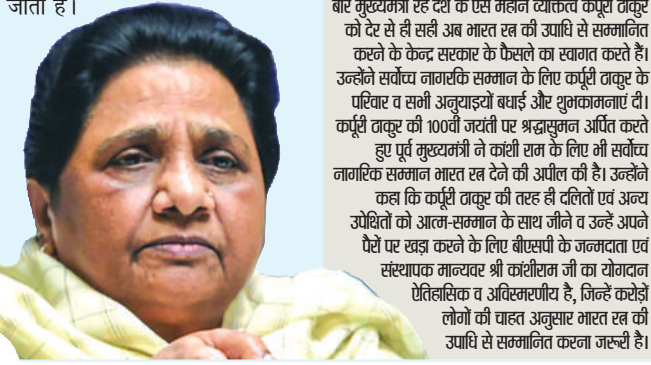 जाता है।
बार मुख्यमंत्री रहे देश के ऐसे महान व्यक्तित्व कर्पूरी ठाकुर
को देर से ही सही अब भारत रत्न की उपाधि से सम्मानित
करने के केन्द्र सरकार के फैसले का स्वागत करते हैं।
उन्होंने सर्वोच्च नागरकि सम्मान के लिए कर्पूरी ठाकुर के
परिवार व सभी अनुयाइयों बधाई और शुभकामनाएं दी।
कर्पूरी ठाकुर की 100वीं जयंती पर श्रद्धासुमन अर्पित करते
हुए पूर्व मुख्यमंत्री ने कांशी राम के लिए भी सर्वोच्च
नागरिक सम्मान भारत रत्न देने की अपील की है। उन्होंने
कहा कि कर्पूरी ठाकुर की तरह ही दलितों एवं अन्य
उपेक्षितों को आत्म-सम्मान के साथ जीने व उन्हें अपने
पैरों पर खड़ा करने के लिए बीएसपी के जन्मदाता एवं
संस्थापक मान्यवर श्री कांशीराम जी का योगदान
ऐतिहासिक व अविस्मरणीय है, जिन्हें करोड़ों
लोगों की चाहत अनुसार भारत रत्न की
उपाधि से सम्मानित करना जरूरी है।